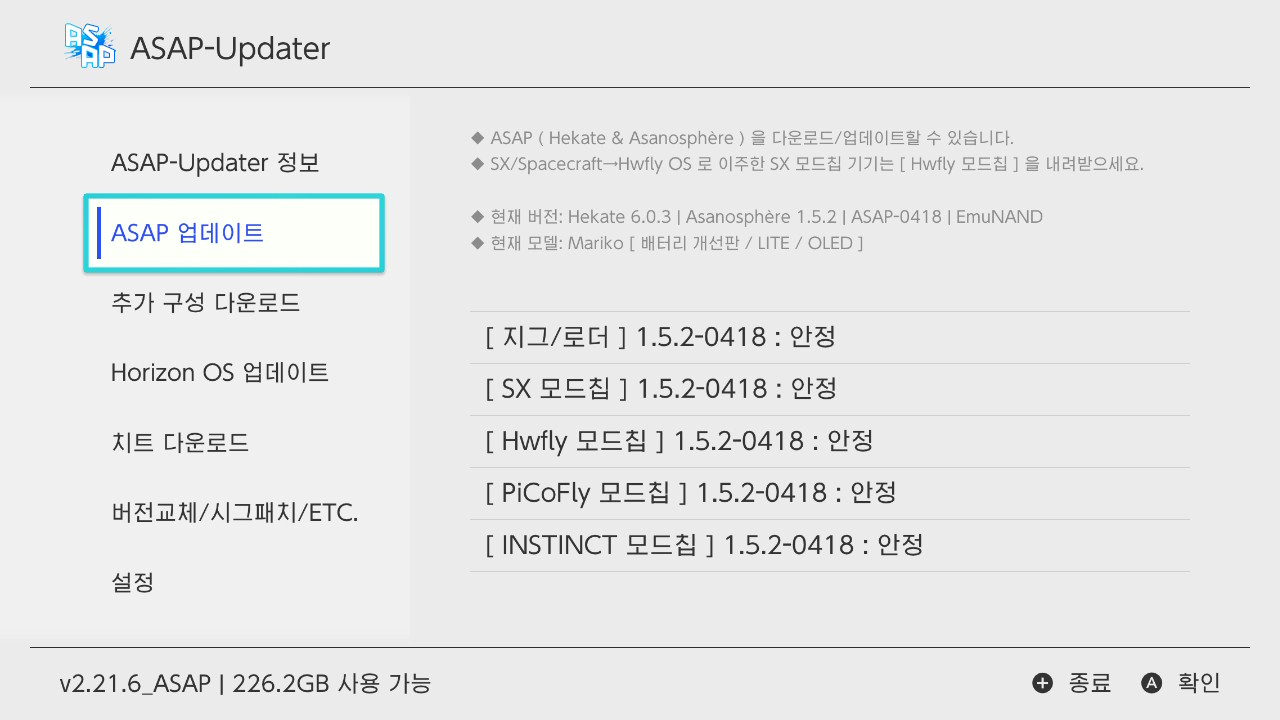 ASAP
ASAP-Updater
ASAP-Updater 정보
ASAP 업데이트
추가 구성 다운로드
Horizon OS 업데이트
치트 다운로드
버전교체/시그패치/ETC.
설정
◆ ASAP ( Hekate & Asanosphère ) 을 다운로드/업데이트할 수 있습니다.
◆ SX/Spacecraft→Hwfly OS 로 이주한 SX 모드칩 기기는 [ Hwfly 모드칩 ] 을 내려받으세요.
◆ 현재 버전: Hekate 6.0.3 | Asanosphère 1.5.2 | ASAP-0418 | EmuNAND
◆ 현재 모델: Mariko [ 배터리 개선판 / LITE / OLED ]
[ 지그/로더 ] 1.5.2-0418 : 안정
[ SX 모드칩 ] 1.5.2-0418 : 안정
[ Hwfly 모드칩 ] 1.5.2-0418 : 안정
[ PiCoFly 모드칩 ] 1.5.2-0418 : 안정
[ INSTINCT 모드칩 ] 1.5.2-0418 : 안정
v2.21.6_ASAP | 226.2GB 사용 가능
+ 종료 A 확인